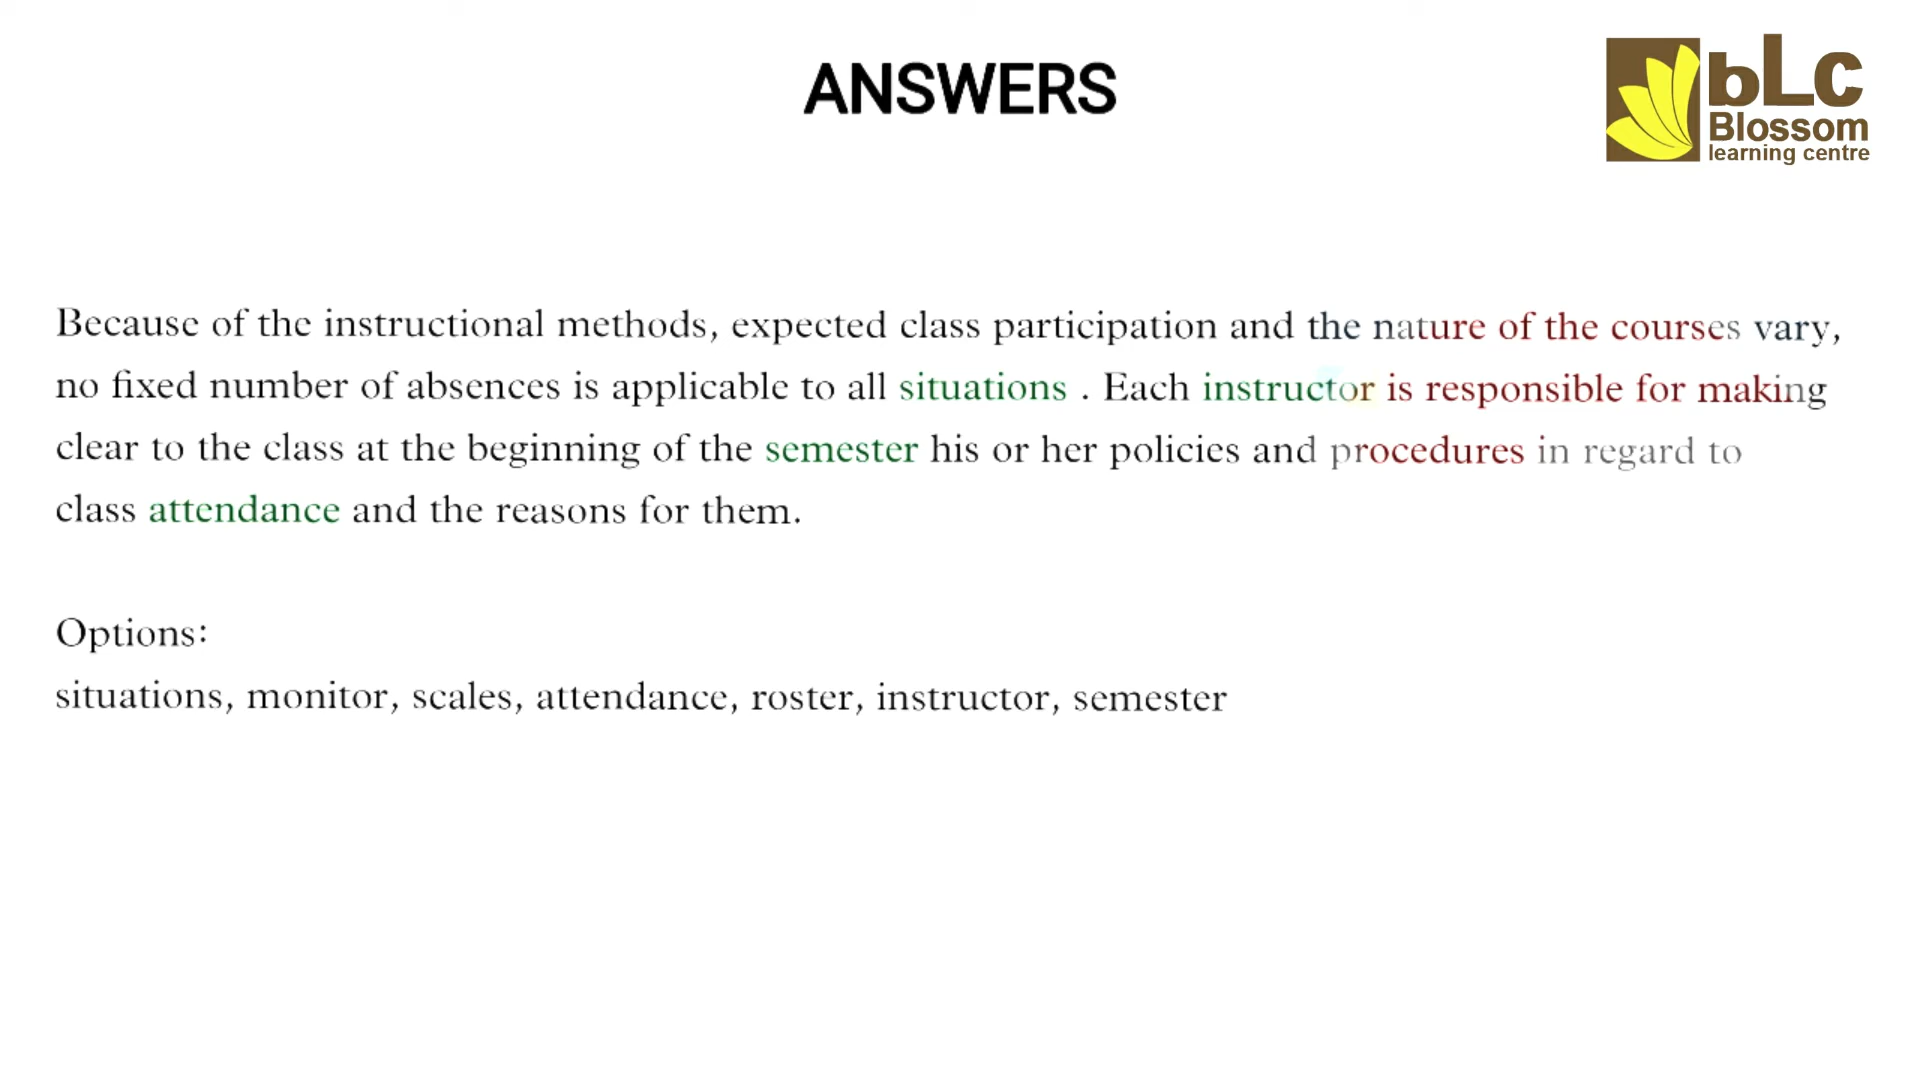 ANSWERS
bLc
Blossom
learning centre
Because of the instructional methods, expected class participation and the nature of the courses vary,
no fixed number of absences is applicable to all situations . Each instructor is responsible for making
clear to the class at the beginning of the semester his or her policies and procedures in regard to
class attendance and the reasons for them.
Options:
situations, monitor, scales, attendance, roster, instructor, semester